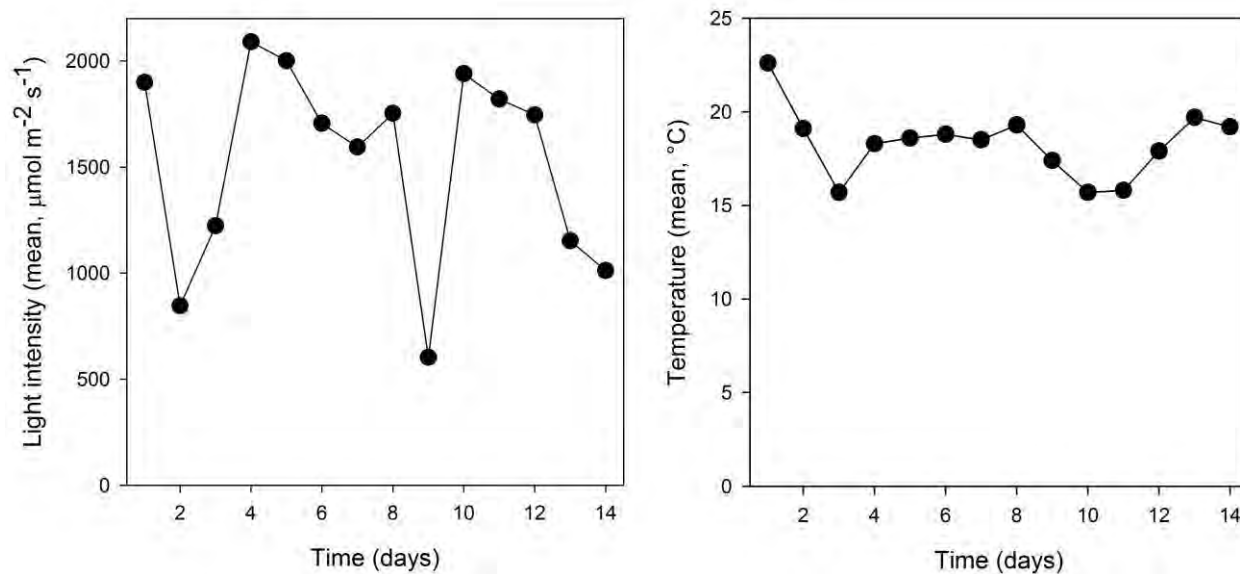 Light intensity (mean, µmol m⁻² s⁻¹)
2000
1500
1000
500
0
2 4 6 8 10 12 14
Time (days)
Temperature (mean, °C)
25
20
15
10
5
0
2 4 6 8 10 12 14
Time (days)